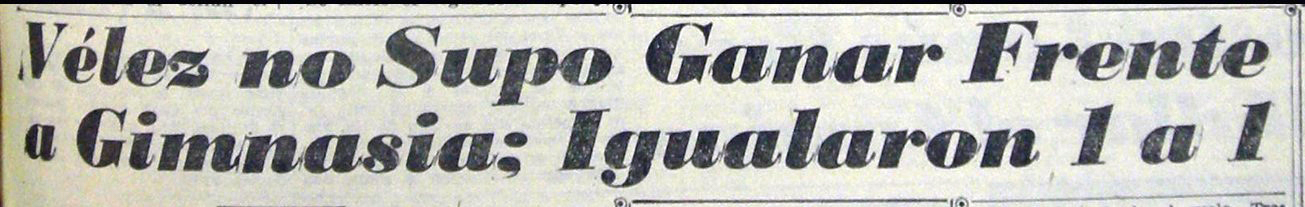 Vélez no Supo Ganar Frente
a Gimnasia; Igualaron 1 a 1